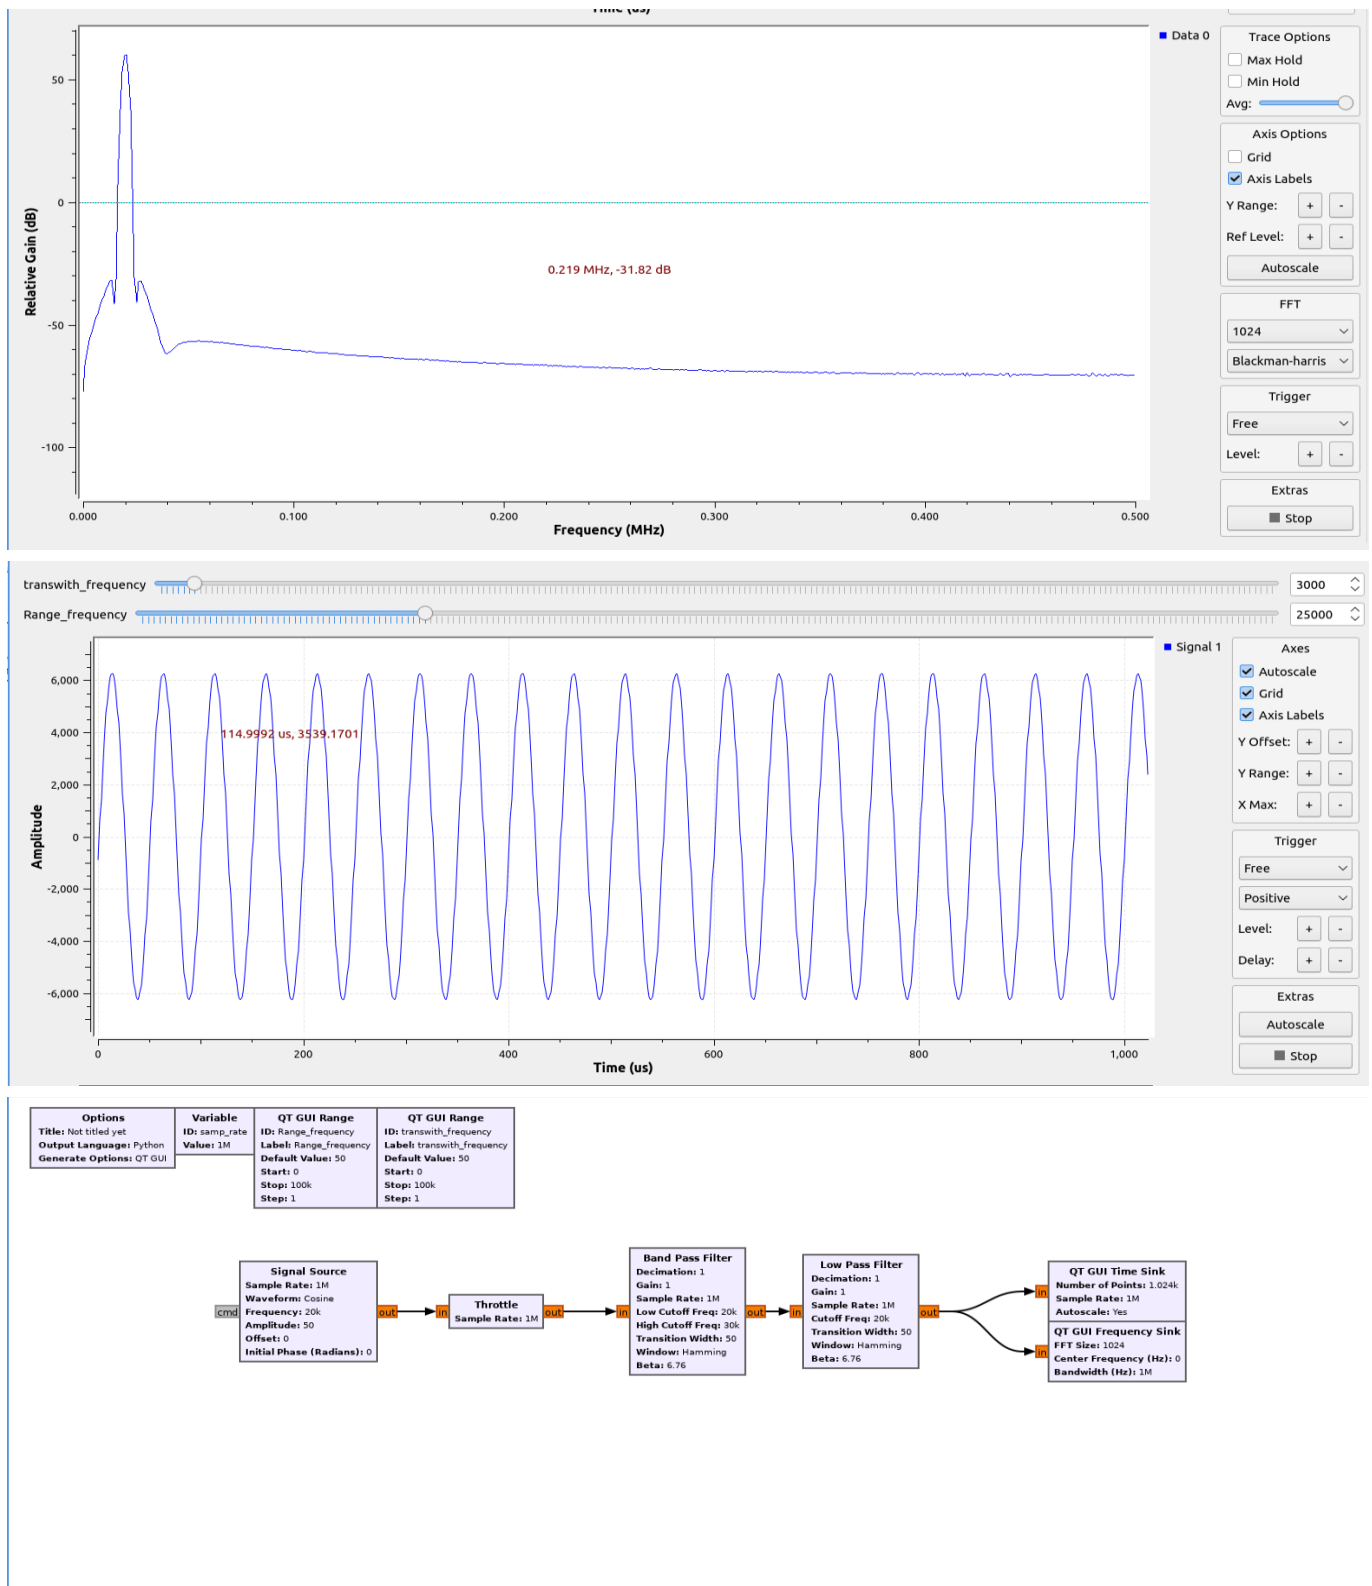 Time (us)
Data 0
Trace Options
Max Hold
Min Hold
Avg:
Axis Options
Grid
Axis Labels
Y Range: + -
Ref Level: + -
Autoscale
FFT
1024
Blackman-harris
Trigger
Free
Level: + -
Extras
Stop
50
0
-50
-100
Relative Gain (dB)
0.219 MHz, -31.82 dB
0.000 0.100 0.200 0.300 0.400 0.500
Frequency (MHz)
transwith_frequency 3000
Range_frequency 25000
Signal 1
Axes
Autoscale
Grid
Axis Labels
Y Offset: + -
Y Range: + -
X Max: + -
Trigger
Free
Positive
Level: + -
Delay: + -
Extras
Autoscale
Stop
6,000
4,000
2,000
0
-2,000
-4,000
-6,000
Amplitude
114.9992 us, 3539.1701
0 200 400 600 800 1,000
Time (us)
Options
Title: Not titled yet
Output Language: Python
Generate Options: QT GUI
Variable
ID: samp_rate
Value: 1M
QT GUI Range
ID: Range_frequency
Label: Range_frequency
Default Value: 50
Start: 0
Stop: 100k
Step: 1
QT GUI Range
ID: transwith_frequency
Label: transwith_frequency
Default Value: 50
Start: 0
Stop: 100k
Step: 1
cmd
Signal Source
Sample Rate: 1M
Waveform: Cosine
Frequency: 20k
Amplitude: 50
Offset: 0
Initial Phase (Radians): 0
out
in
Throttle
Sample Rate: 1M
out
in
Band Pass Filter
Decimation: 1
Gain: 1
Sample Rate: 1M
Low Cutoff Freq: 20k
High Cutoff Freq: 30k
Transition Width: 50
Window: Hamming
Beta: 6.76
out
in
Low Pass Filter
Decimation: 1
Gain: 1
Sample Rate: 1M
Cutoff Freq: 20k
Transition Width: 50
Window: Hamming
Beta: 6.76
out
in
QT GUI Time Sink
Number of Points: 1.024k
Sample Rate: 1M
Autoscale: Yes
in
QT GUI Frequency Sink
FFT Size: 1024
Center Frequency (Hz): 0
Bandwidth (Hz): 1M